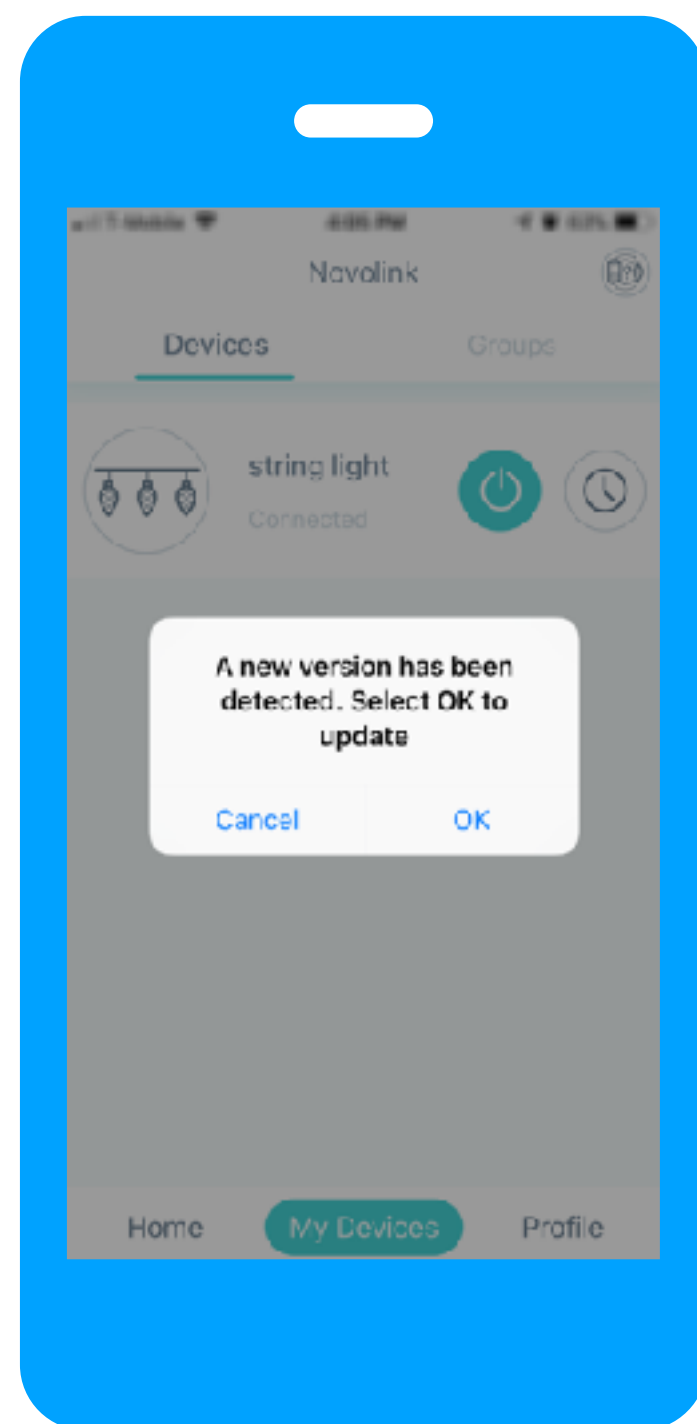 Novolink
Devices
Groups
string light
Connected
A new version has been
detected. Select OK to
update
Cancel
OK
Home
My Devices
Profile